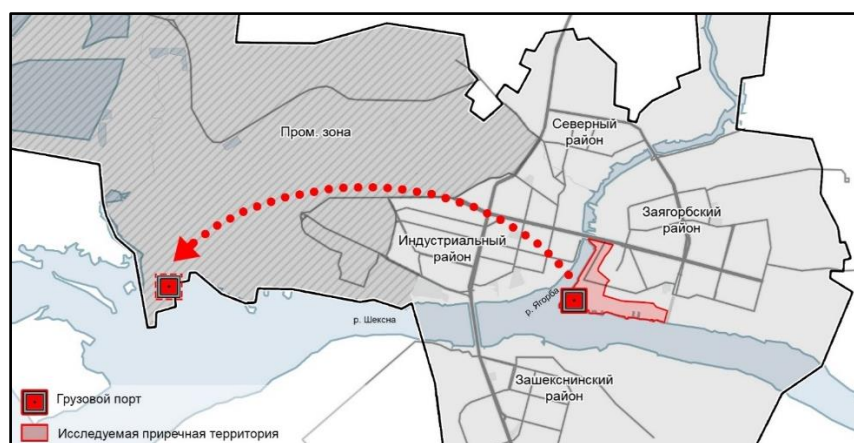 Северный
район
Пром. зона
Заягорбский
район
Индустриальный
район
р. Ягорба
р. Шексна
Зашекснинский
район
Грузовой порт
Исследуемая приречная территория